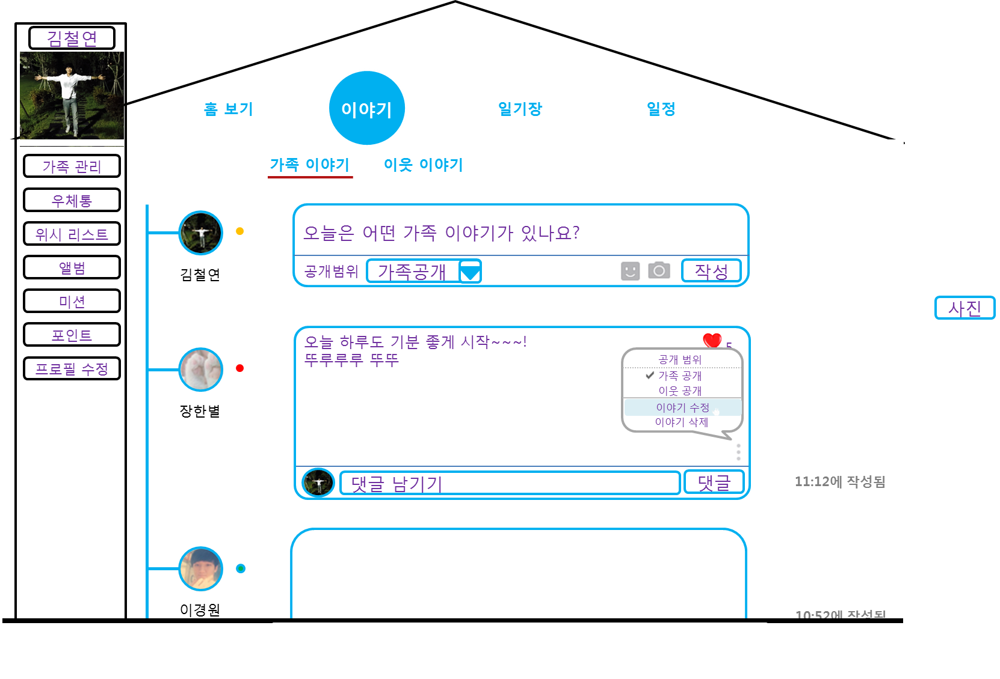 김철연
홈 보기
이야기
일기장
일정
가족 이야기
이웃 이야기
가족 관리
우체통
위시 리스트
앨범
미션
포인트
프로필 수정
김철연
오늘은 어떤 가족 이야기가 있나요?
공개범위
가족공개
작성
사진
장한별
오늘 하루도 기분 좋게 시작~~~!
뚜루루루 뚜뚜
5
공개 범위
가족 공개
이웃 공개
이야기 수정
이야기 삭제
댓글 남기기
댓글
11:12에 작성됨
이경원
10:52에 작성됨